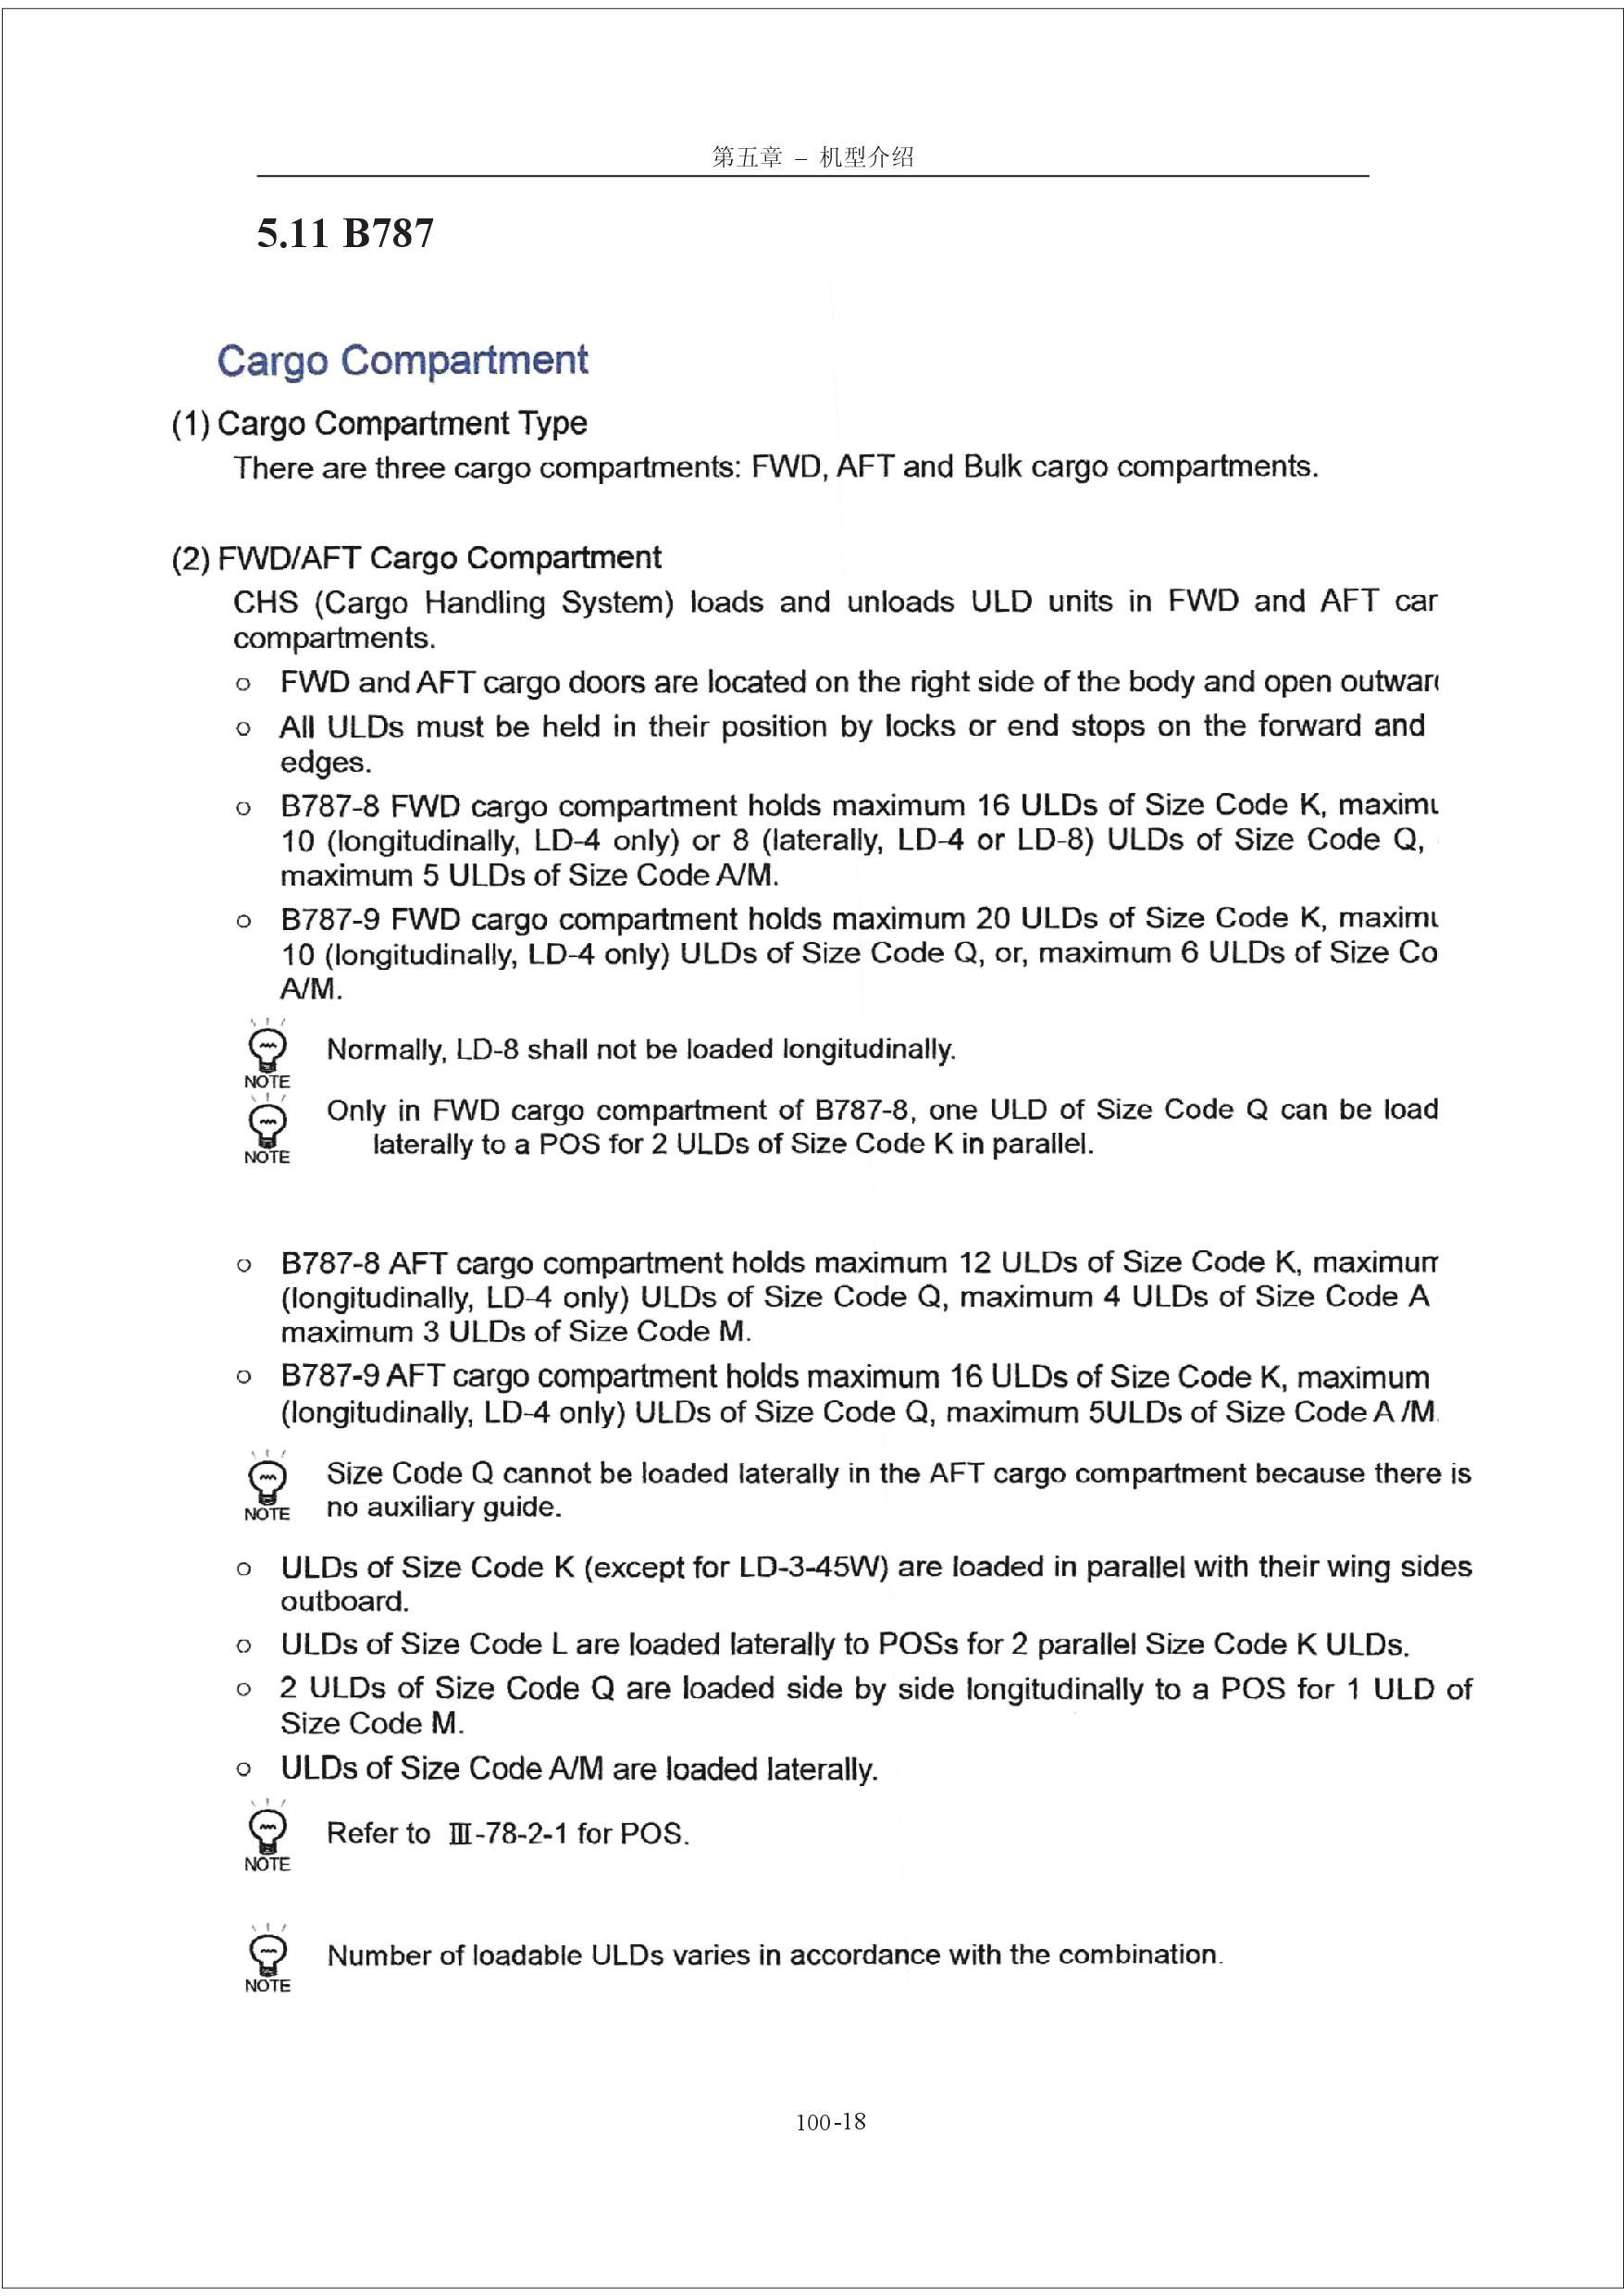 第五章 – 机型介绍
5.11 B787
Cargo Compartment
(1) Cargo Compartment Type
There are three cargo compartments: FWD, AFT and Bulk cargo compartments.
(2) FWD/AFT Cargo Compartment
CHS (Cargo Handling System) loads and unloads ULD units in FWD and AFT car
compartments.
o FWD and AFT cargo doors are located on the right side of the body and open outwar
o All ULDs must be held in their position by locks or end stops on the forward and
edges.
o B787-8 FWD cargo compartment holds maximum 16 ULDs of Size Code K, maxim
10 (longitudinally, LD-4 only) or 8 (laterally, LD-4 or LD-8) ULDs of Size Code Q,
maximum 5 ULDs of Size Code A/M.
o B787-9 FWD cargo compartment holds maximum 20 ULDs of Size Code K, maxim
10 (longitudinally, LD-4 only) ULDs of Size Code Q, or, maximum 6 ULDs of Size Co
A/M.
NOTE Normally, LD-8 shall not be loaded longitudinally.
NOTE Only in FWD cargo compartment of B787-8, one ULD of Size Code Q can be load
laterally to a POS for 2 ULDs of Size Code K in parallel.
o B787-8 AFT cargo compartment holds maximum 12 ULDs of Size Code K, maximum
(longitudinally, LD-4 only) ULDs of Size Code Q, maximum 4 ULDs of Size Code A
maximum 3 ULDs of Size Code M.
o B787-9 AFT cargo compartment holds maximum 16 ULDs of Size Code K, maximum
(longitudinally, LD-4 only) ULDs of Size Code Q, maximum 5ULDs of Size Code A /M.
NOTE Size Code Q cannot be loaded laterally in the AFT cargo compartment because there is
no auxiliary guide.
o ULDs of Size Code K (except for LD-3-45W) are loaded in parallel with their wing sides
outboard.
o ULDs of Size Code L are loaded laterally to POSs for 2 parallel Size Code K ULDs.
o 2 ULDs of Size Code Q are loaded side by side longitudinally to a POS for 1 ULD of
Size Code M.
o ULDs of Size Code A/M are loaded laterally.
NOTE Refer to Ⅲ-78-2-1 for POS.
NOTE Number of loadable ULDs varies in accordance with the combination.
100-18